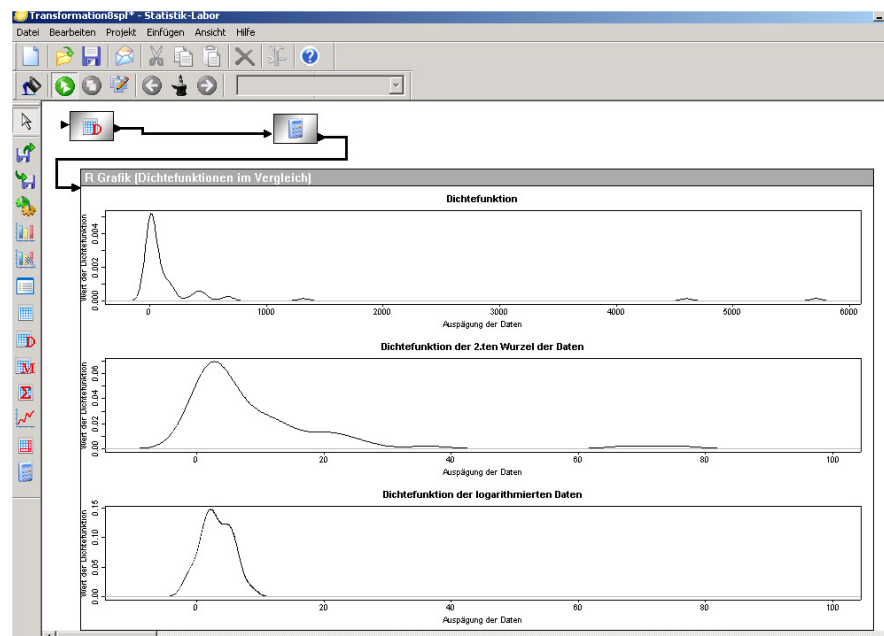 Transformation8spf* - Statistik-Labor
Datei Bearbeiten Projekt Einfügen Ansicht Hilfe
D
R Grafik (Dichtefunktionen im Vergleich)
Dichtefunktion
Wert der Dichtefunktion
0.004
0.002
0.000
0 1000 2000 3000 4000 5000 6000
Auspägung der Daten
Dichtefunktion der 2.ten Wurzel der Daten
Wert der Dichtefunktion
0.06
0.04
0.02
0.00
0 20 40 60 80 100
Auspägung der Daten
Dichtefunktion der logarithmierten Daten
Wert der Dichtefunktion
0.15
0.10
0.05
0.00
0 20 40 60 80 100
Auspägung der Daten
D
M
Σ